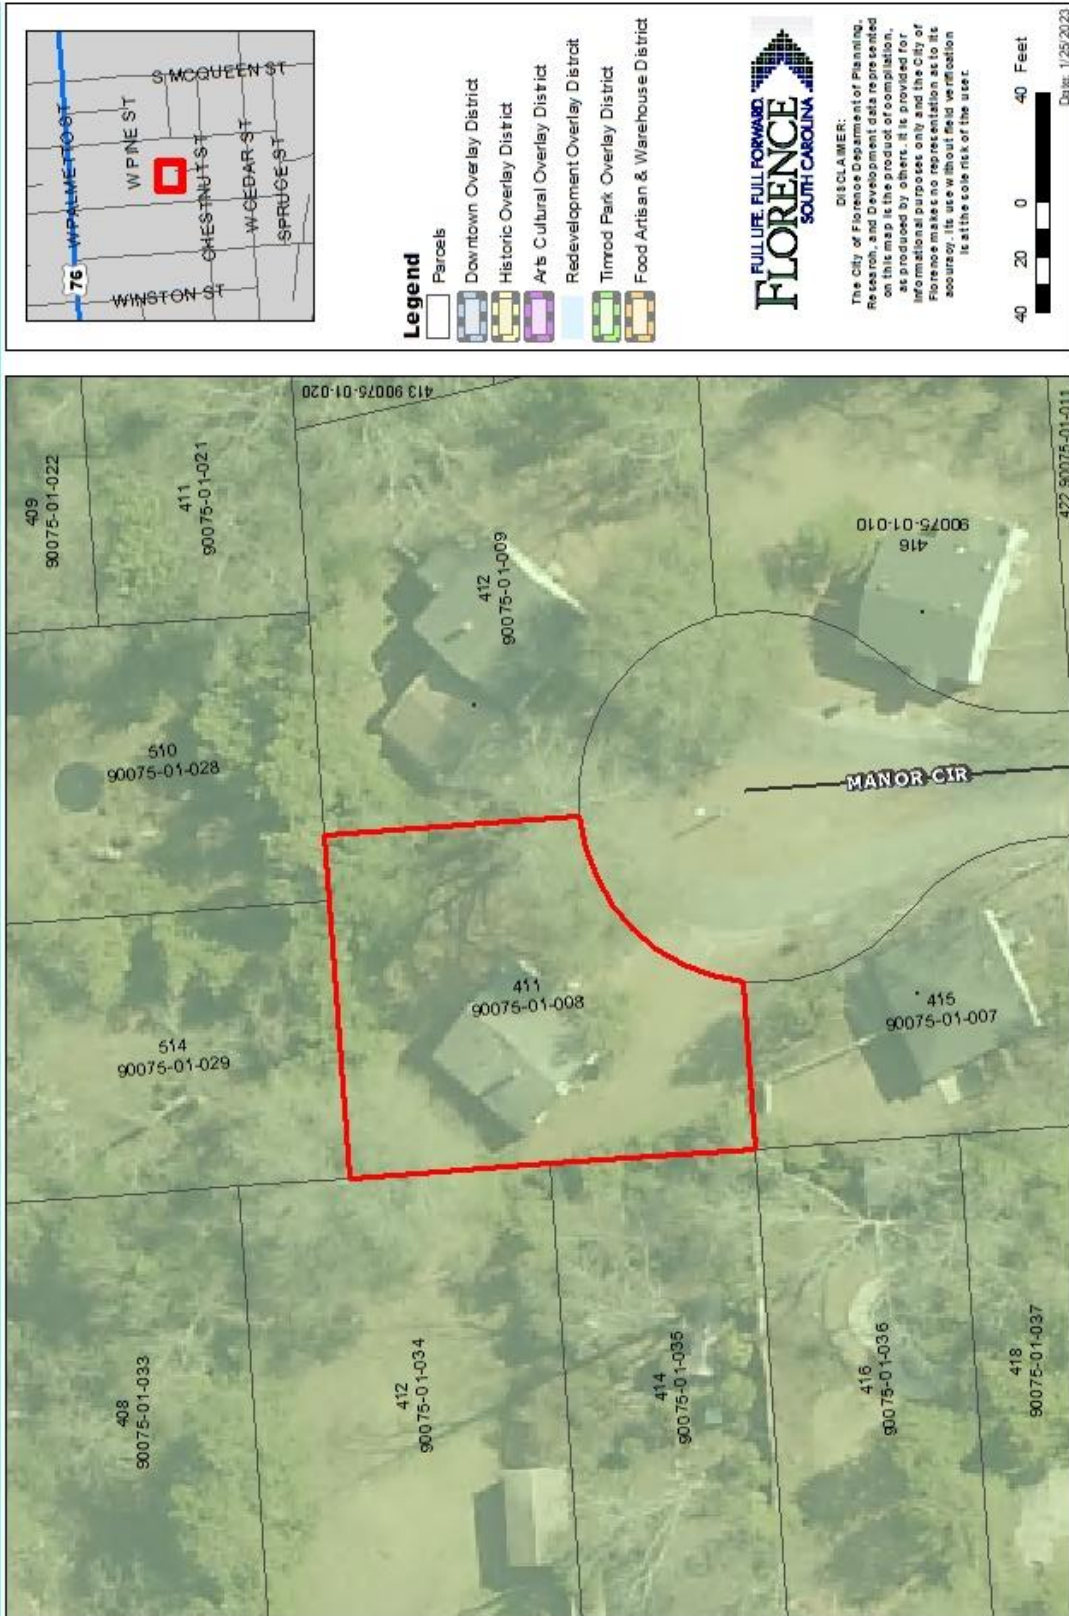 409
90075-01-022
411
90075-01-021
413 90075-01-020
510
90075-01-028
412
90075-01-009
514
90075-01-029
411
90075-01-008
416
90075-01-010
MANOR CIR
415
90075-01-007
422 90075-01-011
408
90075-01-033
412
90075-01-034
414
90075-01-035
416
90075-01-036
418
90075-01-037
76
W PALMETTO ST
W PINE ST
S MCQUEEN ST
CHESTNUT ST
W CEDAR ST
SPRUCE ST
WINSTON ST
Legend
Parcels
Downtown Overlay District
Historic Overlay District
Arts Cultural Overlay District
Redevelopment Overlay Distroit
Timrod Park Overlay District
Food Artisan & Warehouse District
FULL LIFE. FULL FORWARD.
FLORENCE
SOUTH CAROLINA
DISCLAIMER:
The City of Florence Department of Planning,
Research, and Development data represented
on this map is the product of compilation,
as produced by others. It is provided for
informational purposes only and the City of
Florence makes no representation as to its
accuracy. Its use without field verification
is at the sole risk of the user.
40 20 0 40 Feet
Date: 1/25/2023